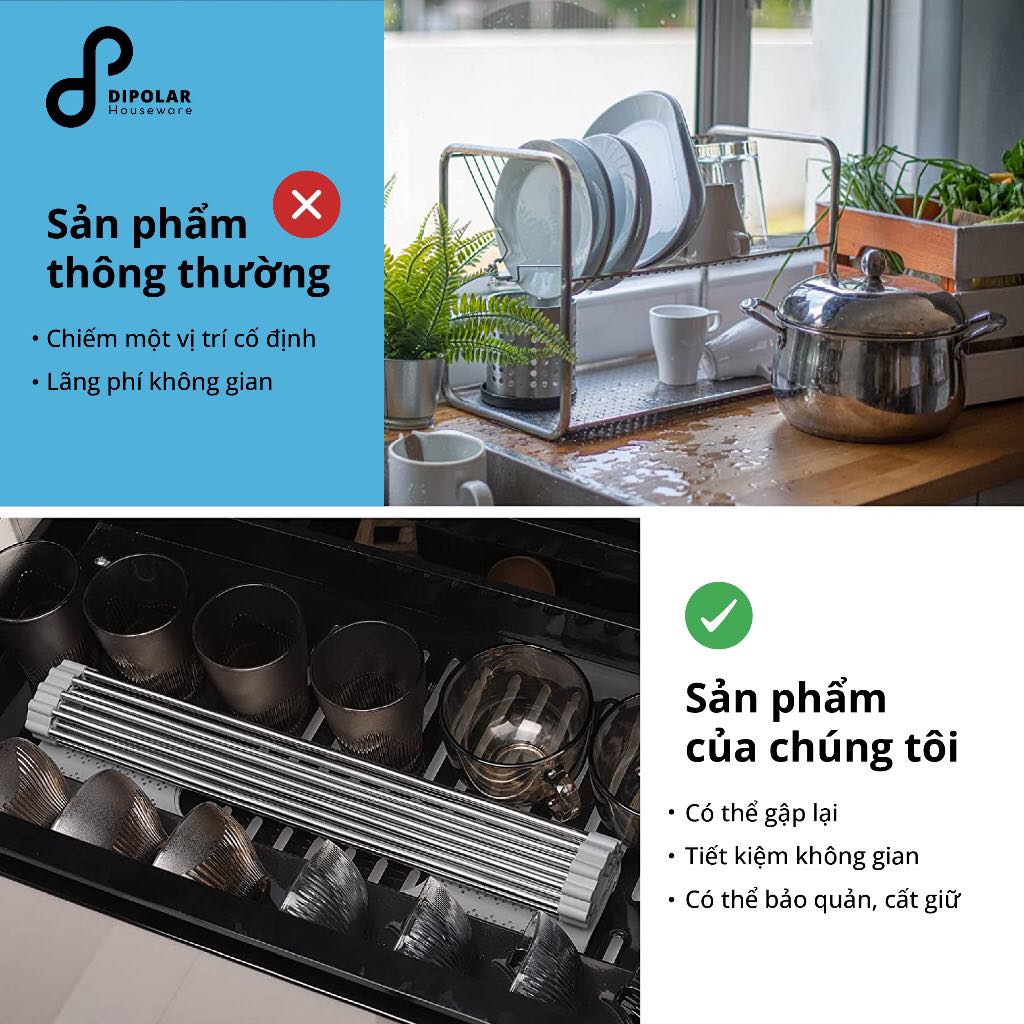 DIPOLAR
Houseware
Sản phẩm
thông thường
• Chiếm một vị trí cố định
• Lãng phí không gian
Sản phẩm
của chúng tôi
• Có thể gập lại
• Tiết kiệm không gian
• Có thể bảo quản, cất giữ